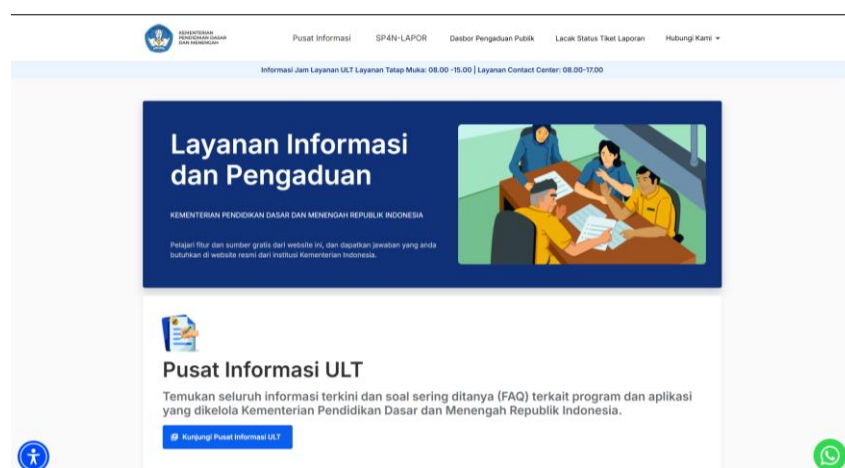 KEMENTERIAN
PENDIDIKAN DASAR
DAN MENENGAH
Pusat Informasi
SP4N-LAPOR
Dasbor Pengaduan Publik
Lacak Status Tiket Laporan
Hubungi Kami
Informasi Jam Layanan ULT Layanan Tatap Muka: 08.00 -15.00 | Layanan Contact Center: 08.00-17.00
Layanan Informasi
dan Pengaduan
KEMENTERIAN PENDIDIKAN DASAR DAN MENENGAH REPUBLIK INDONESIA
Pelajari fitur dan sumber gratis dari website ini, dan dapatkan jawaban yang anda
butuhkan di website resmi dari institusi Kementerian Indonesia.
Pusat Informasi ULT
Temukan seluruh informasi terkini dan soal sering ditanya (FAQ) terkait program dan aplikasi
yang dikelola Kementerian Pendidikan Dasar dan Menengah Republik Indonesia.
Kunjungi Pusat Informasi ULT